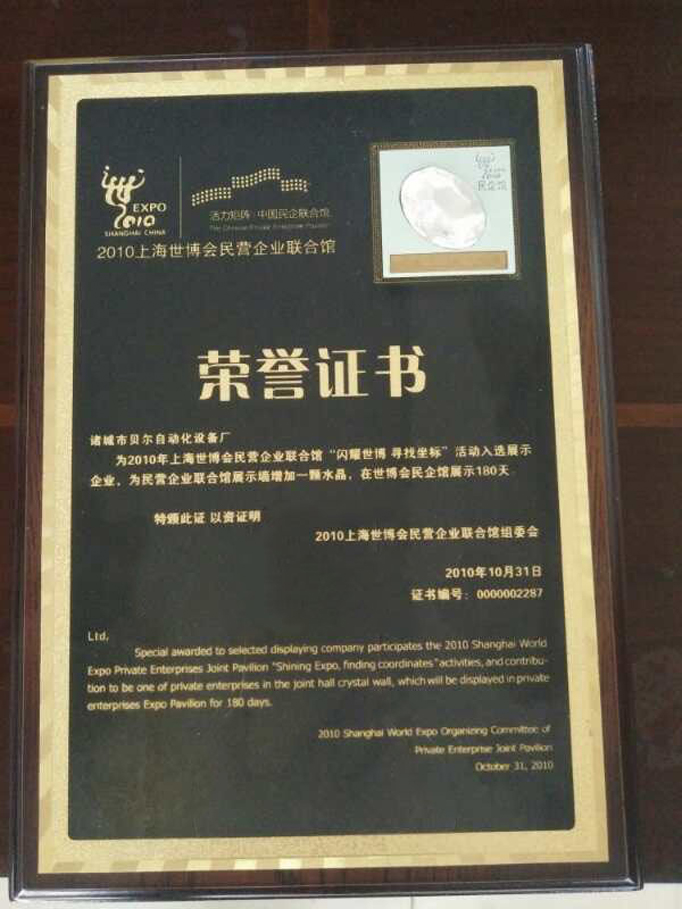 EXPO
2010
SHANGHAI CHINA
活力矩阵·中国民企联合馆
The Chinese Private Enterprise Pavilion
2010上海世博会民营企业联合馆
民企馆
荣誉证书
诸城市贝尔自动化设备厂
为2010年上海世博会民营企业联合馆“闪耀世博 寻找坐标”活动入选展示
企业，为民营企业联合馆展示墙增加一颗水晶，在世博会民企馆展示180天
特颁此证 以资证明
2010上海世博会民营企业联合馆组委会
2010年10月31日
证书编号：0000002287
Ltd,
Special awarded to selected displaying company participates the 2010 Shanghai World
Expo Private Enterprises Joint Pavilion "Shining Expo, finding coordinates"activities, and contribu-
tion to be one of private enterprises in the joint hall crystal wall, which will be displayed in private
enterprises Expo Pavilion for 180 days.
2010 Shanghai World Expo Organizing Committee of
Private Enterprise Joint Pavilion
October 31, 2010